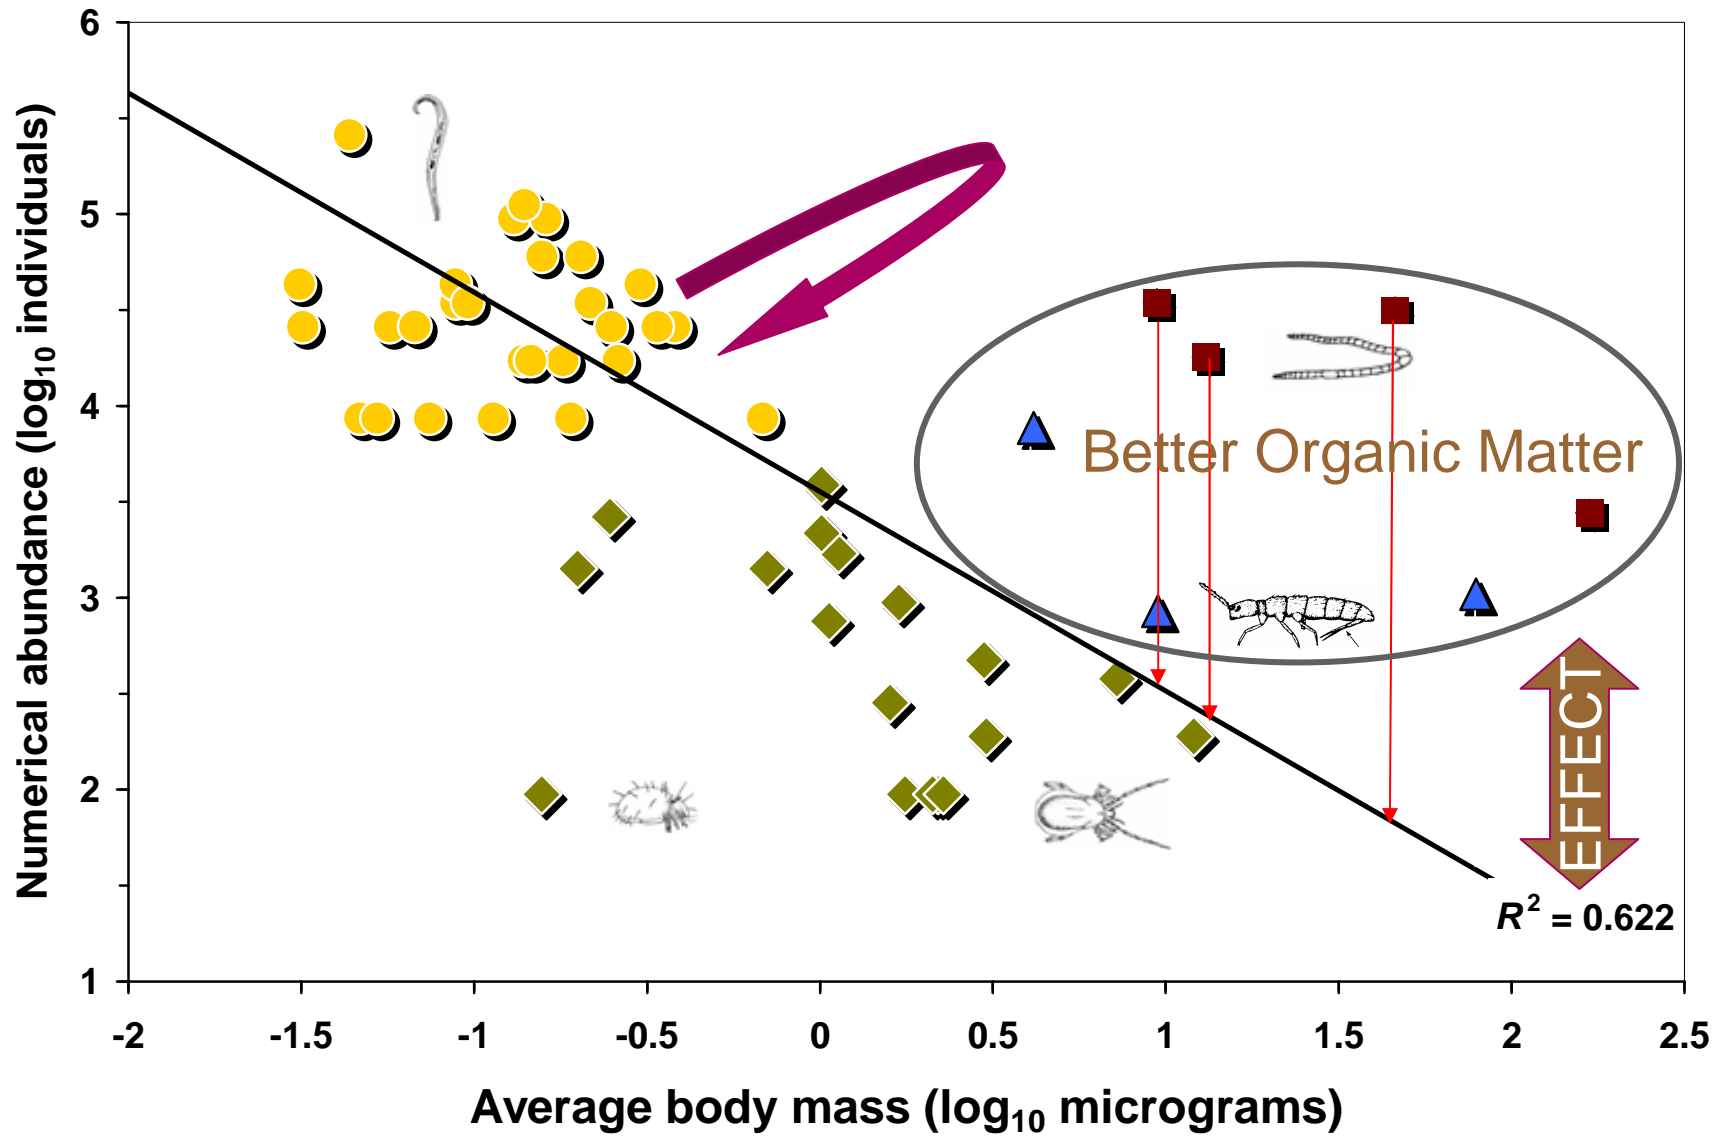 6
5
4
3
2
1
Numerical abundance (log10 individuals)
Better Organic Matter
EFFECT
R2 = 0.622
-2 -1.5 -1 -0.5 0 0.5 1 1.5 2 2.5
Average body mass (log10 micrograms)